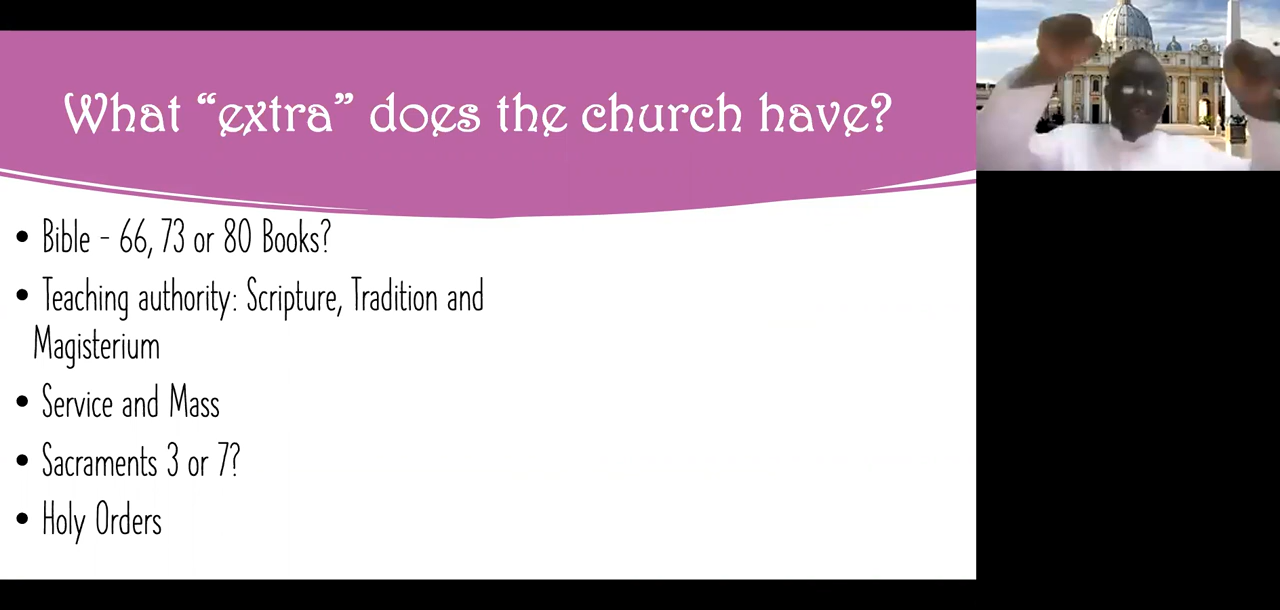 What “extra” does the church have?
• Bible - 66, 73 or 80 Books?
• Teaching authority: Scripture, Tradition and
Magisterium
• Service and Mass
• Sacraments 3 or 7?
• Holy Orders